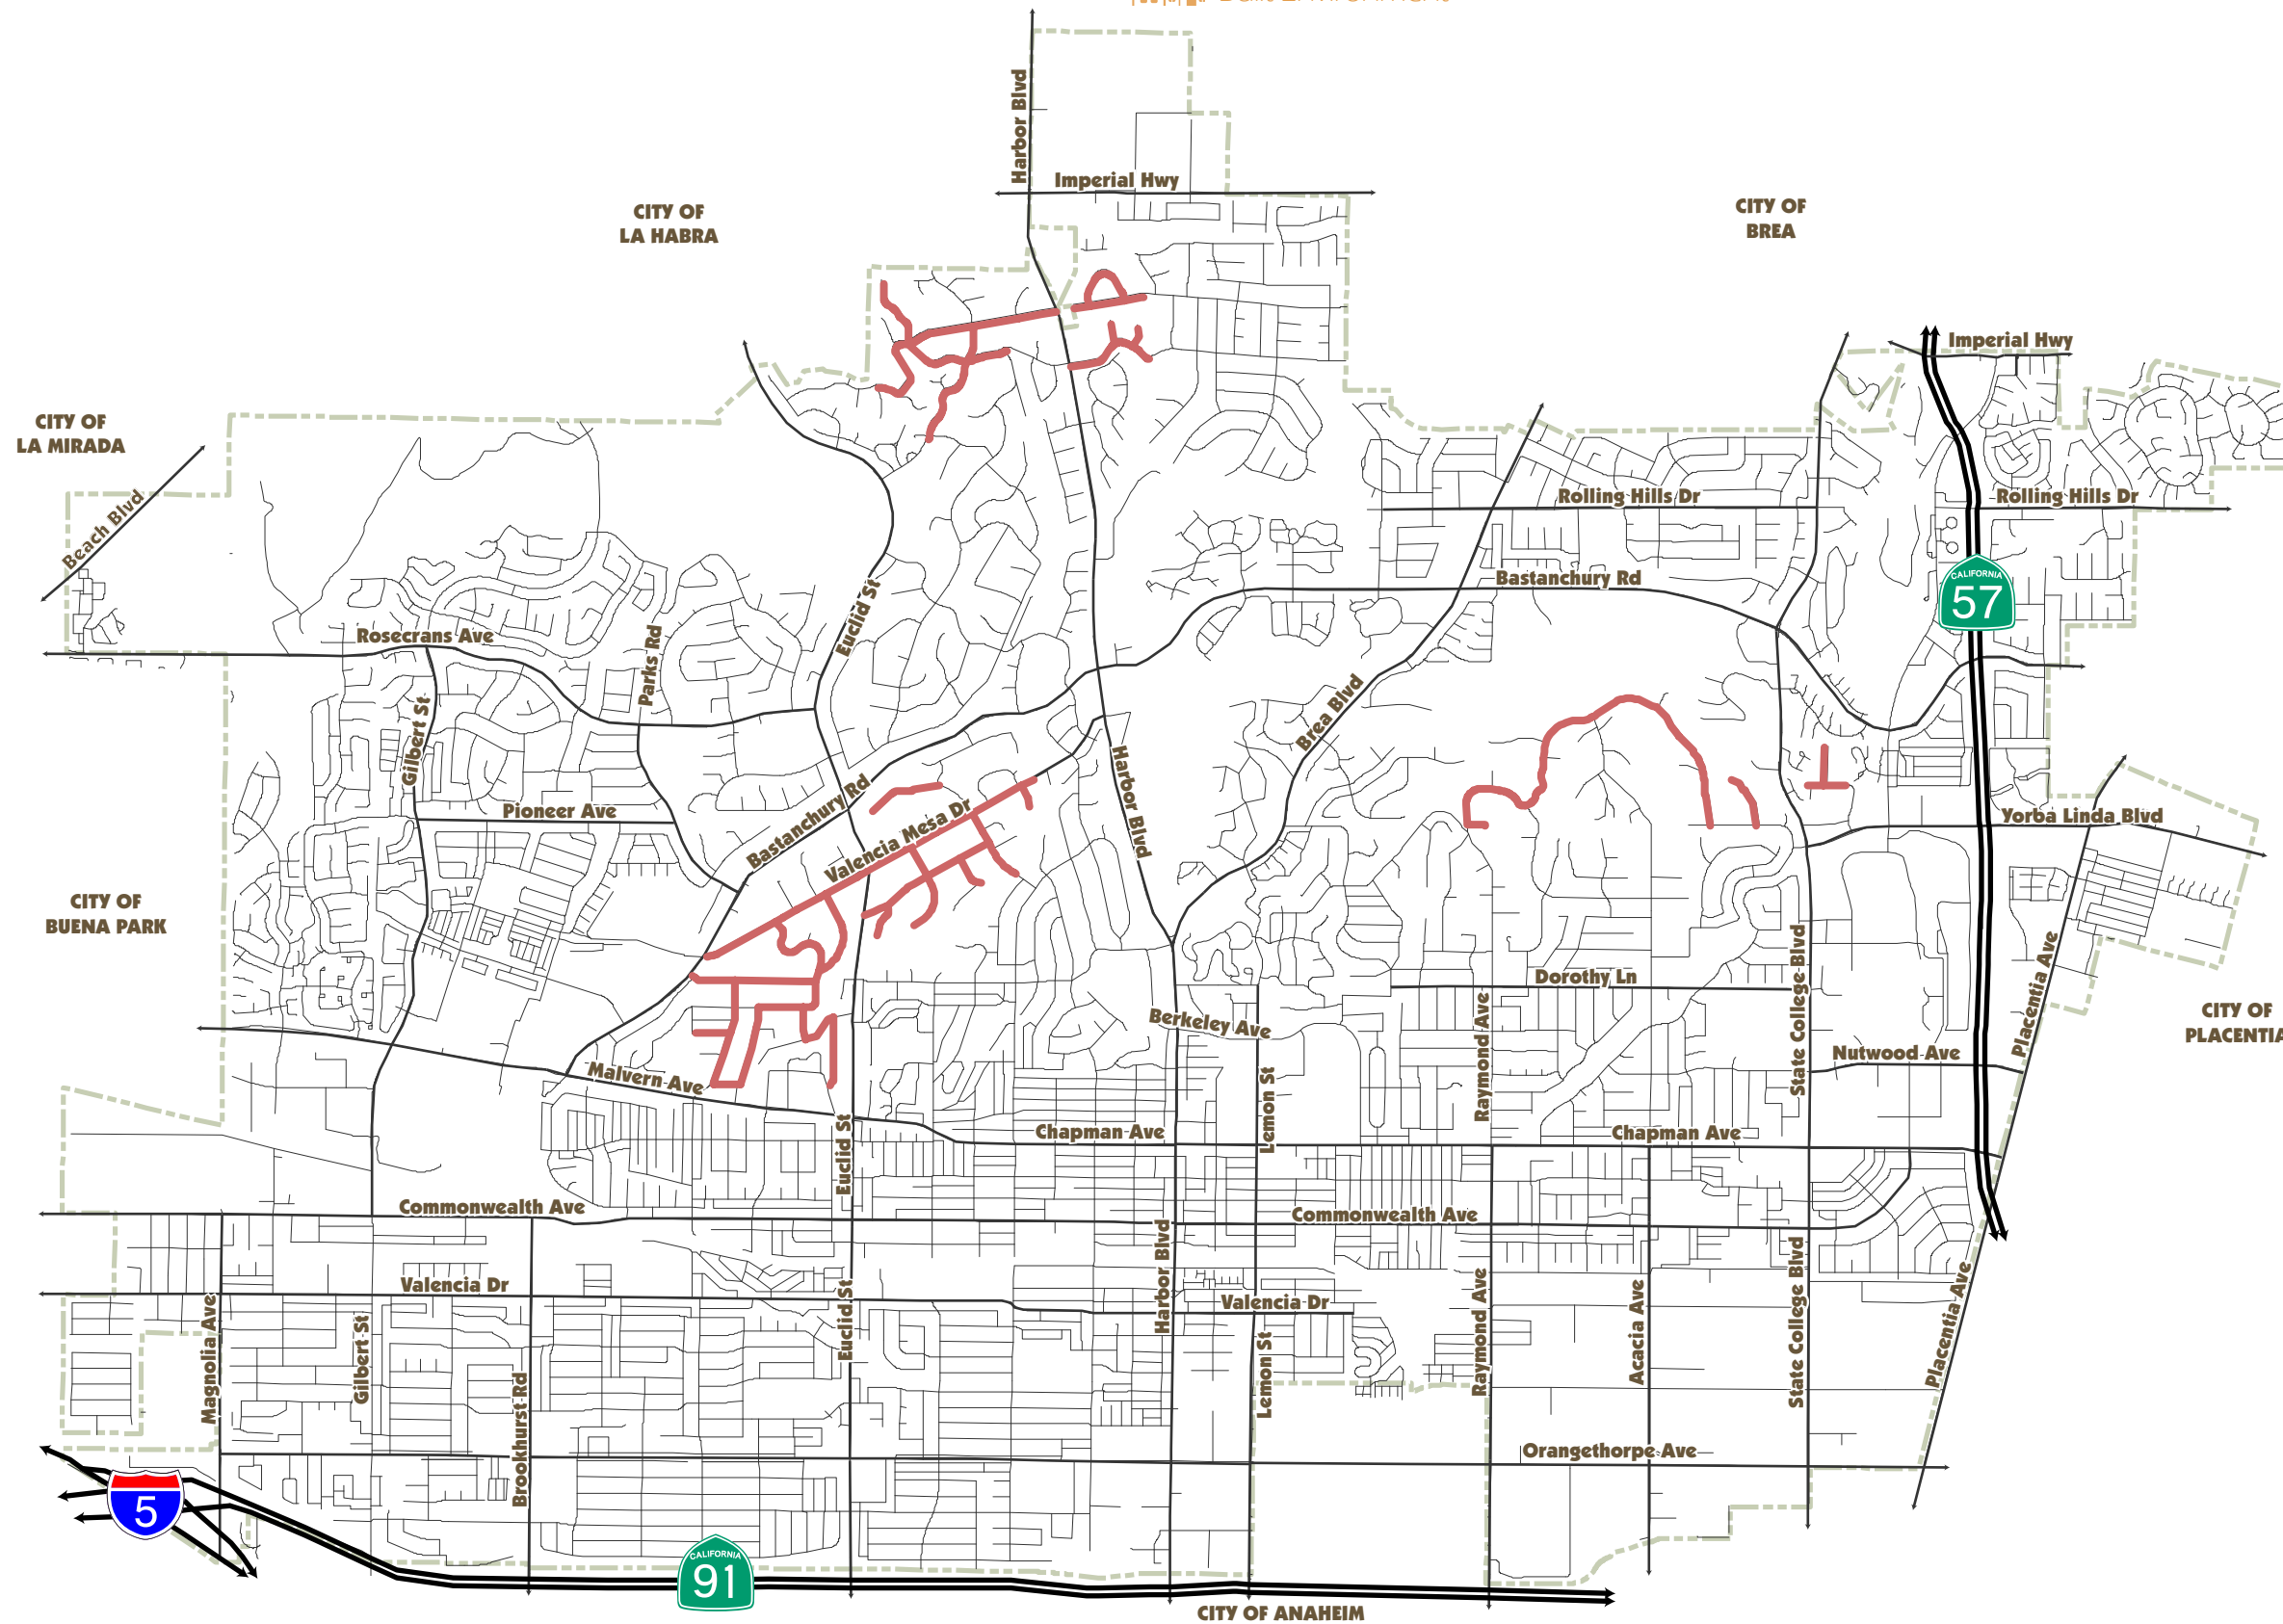 Harbor Blvd
Imperial Hwy
CITY OF
LA HABRA
CITY OF
BREA
Imperial Hwy
CITY OF
LA MIRADA
Beach Blvd
Rolling Hills Dr
Rolling Hills Dr
Bastanchury Rd
CALIFORNIA
57
Euclid St
Rosecrans Ave
Parks Rd
Gilbert St
Brea Blvd
Harbor Blvd
Pioneer Ave
Bastanchury Rd
Valencia Mesa Dr
Yorba Linda Blvd
CITY OF
BUENA PARK
Dorothy Ln
State College Blvd
Placentia Ave
CITY OF
PLACENTIA
Berkeley Ave
Raymond Ave
Nutwood Ave
Malvern Ave
Lemon St
Chapman Ave
Chapman Ave
Euclid St
Commonwealth Ave
Commonwealth Ave
Harbor Blvd
State College Blvd
Valencia Dr
Valencia Dr
Magnolia Ave
Gilbert St
Euclid St
Lemon St
Raymond Ave
Acacia Ave
Placentia Ave
Brookhurst Rd
Orangethorpe Ave
5
CALIFORNIA
91
CITY OF ANAHEIM